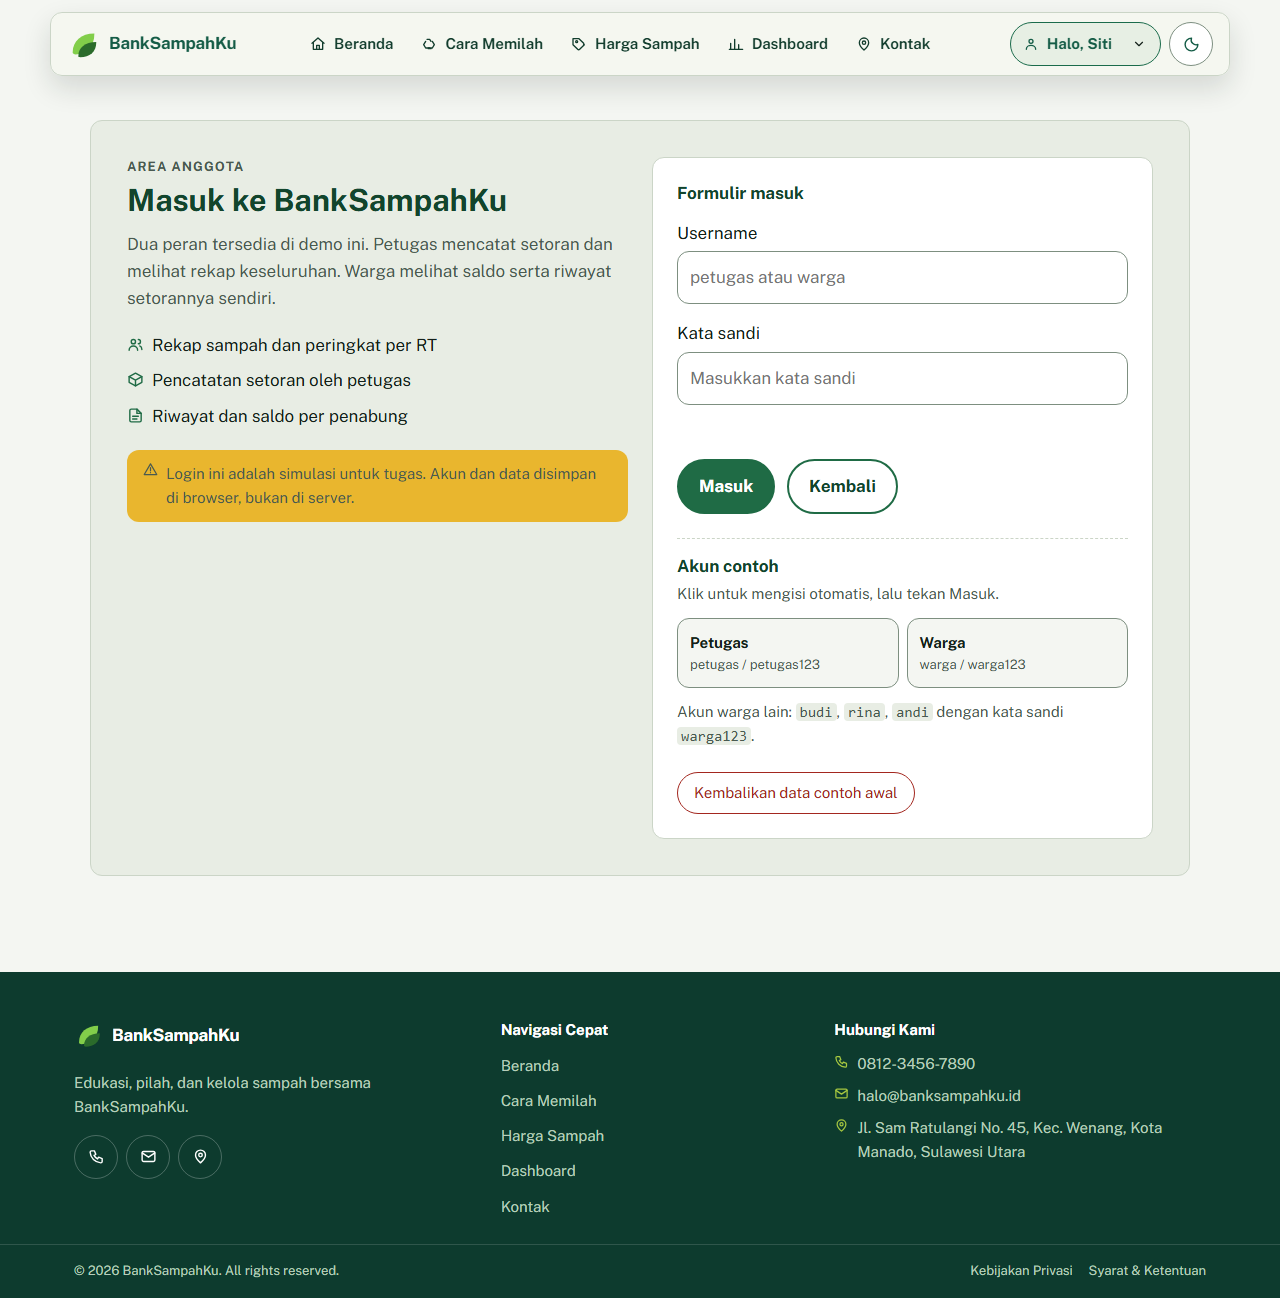 BankSampahKu
Beranda
Cara Memilah
Harga Sampah
Dashboard
Kontak
Halo, Siti
AREA ANGGOTA
Masuk ke BankSampahKu
Dua peran tersedia di demo ini. Petugas mencatat setoran dan
melihat rekap keseluruhan. Warga melihat saldo serta riwayat
setorannya sendiri.
Rekap sampah dan peringkat per RT
Pencatatan setoran oleh petugas
Riwayat dan saldo per penabung
Login ini adalah simulasi untuk tugas. Akun dan data disimpan
di browser, bukan di server.
Formulir masuk
Username
petugas atau warga
Kata sandi
Masukkan kata sandi
Masuk
Kembali
Akun contoh
Klik untuk mengisi otomatis, lalu tekan Masuk.
Petugas
petugas / petugas123
Warga
warga / warga123
Akun warga lain: budi, rina, andi dengan kata sandi
warga123.
Kembalikan data contoh awal
BankSampahKu
Edukasi, pilah, dan kelola sampah bersama
BankSampahKu.
Navigasi Cepat
Beranda
Cara Memilah
Harga Sampah
Dashboard
Kontak
Hubungi Kami
0812-3456-7890
halo@banksampahku.id
Jl. Sam Ratulangi No. 45, Kec. Wenang, Kota
Manado, Sulawesi Utara
© 2026 BankSampahKu. All rights reserved.
Kebijakan Privasi
Syarat & Ketentuan